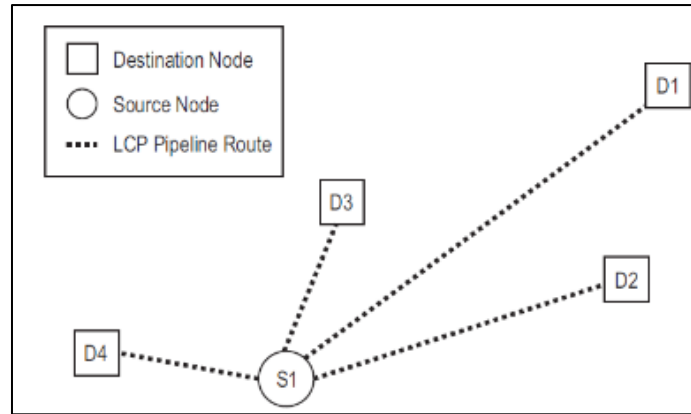 Destination Node
Source Node
LCP Pipeline Route
D1
D3
D2
D4
S1